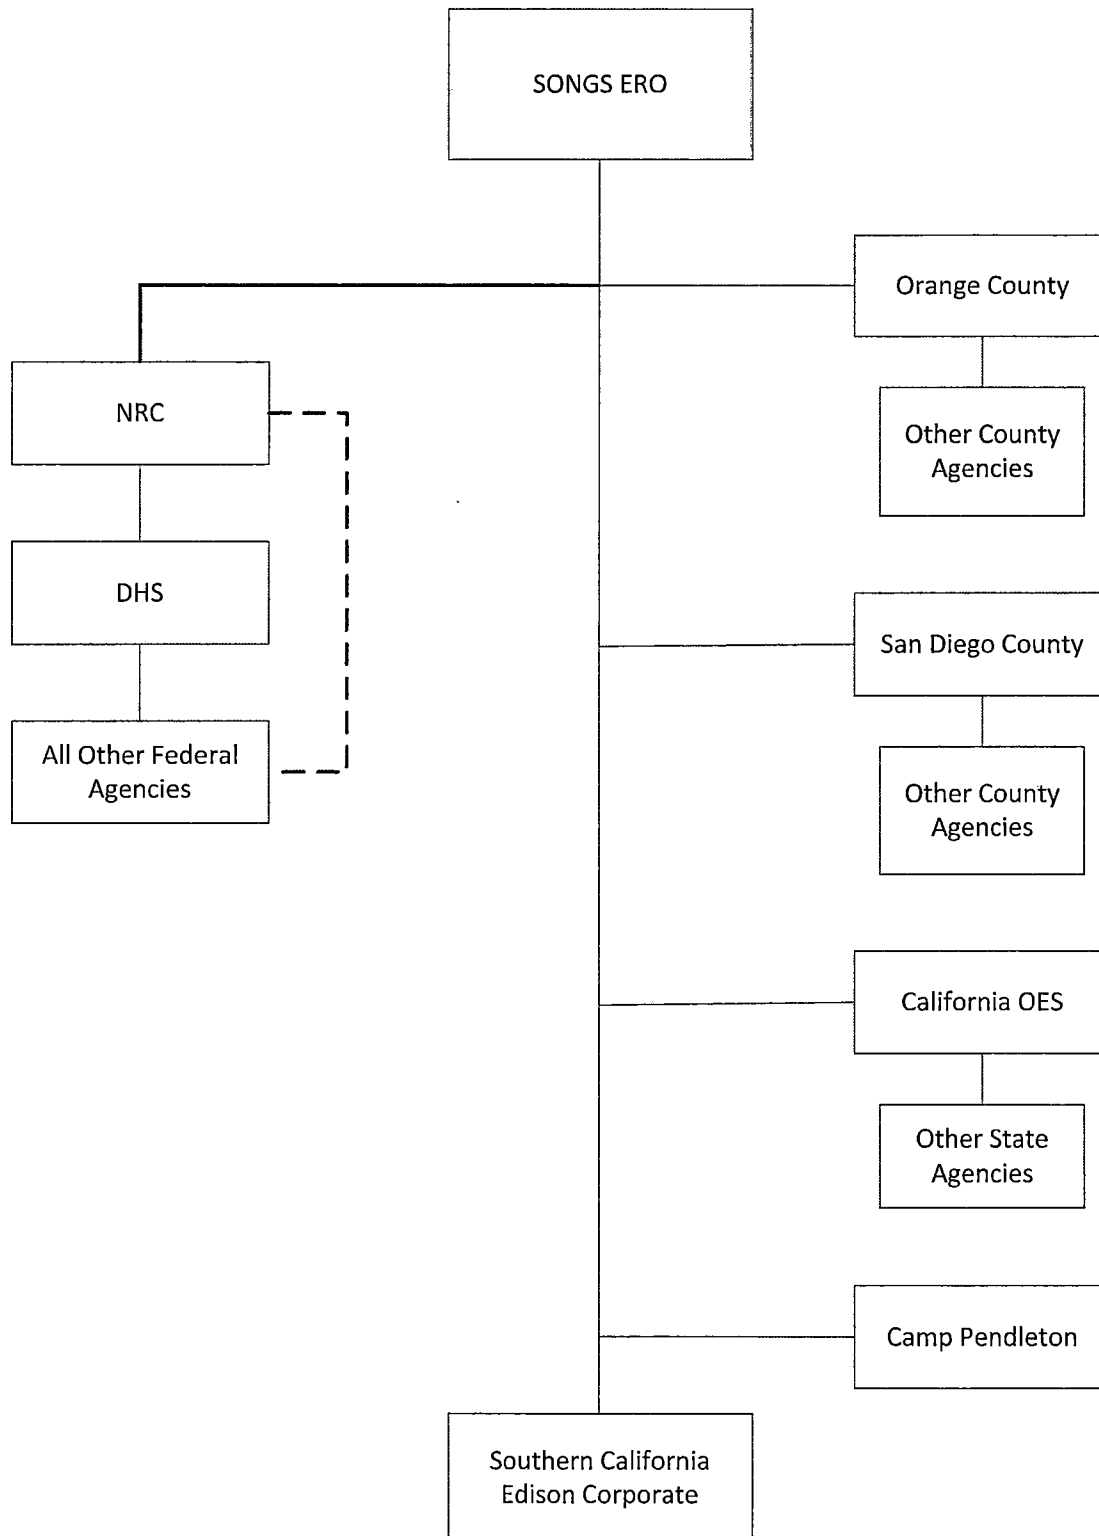 SONGS ERO
Orange County
NRC
Other County
Agencies
DHS
San Diego County
All Other Federal
Agencies
Other County
Agencies
California OES
Other State
Agencies
Camp Pendleton
Southern California
Edison Corporate